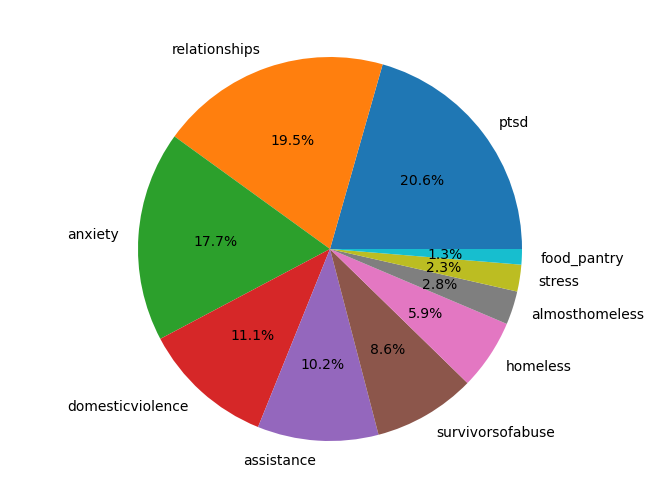 relationships
ptsd
19.5%
20.6%
anxiety
17.7%
1.3%
food_pantry
2.3%
stress
2.8%
almosthomeless
5.9%
11.1%
8.6%
10.2%
homeless
domesticviolence
survivorsofabuse
assistance